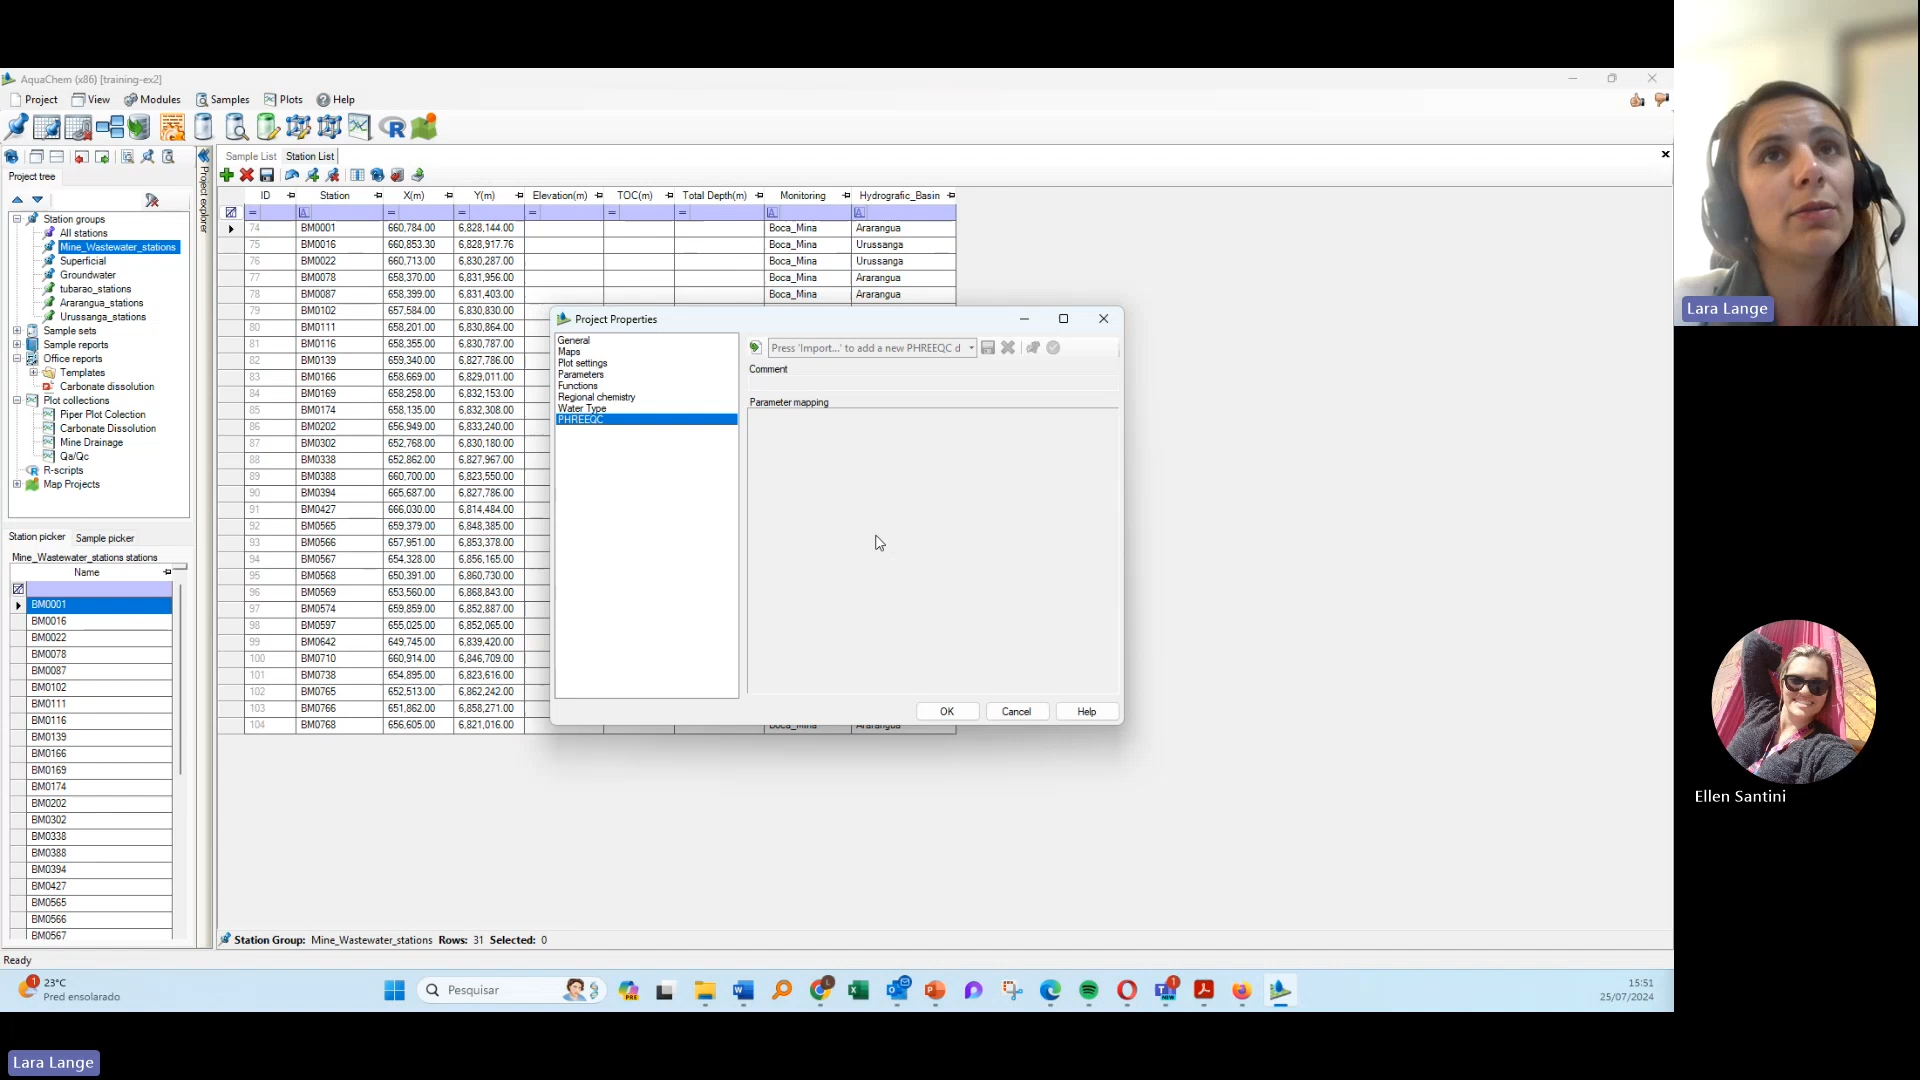 AquaChem (x86) [training-ex2]
Project View Modules Samples Plots Help
Project tree
Station groups
All stations
Mine_Wastewater_stations
Superficial
Groundwater
tubarao_stations
Ararangua_stations
Urussanga_stations
Sample sets
Sample reports
Office reports
Templates
Carbonate dissolution
Plot collections
Piper Plot Colection
Carbonate Dissolution
Mine Drainage
Qa/Qc
R-scripts
Map Projects
Project explorer
Station picker Sample picker
Mine_Wastewater_stations stations
Name
BM0001
BM0016
BM0022
BM0078
BM0087
BM0102
BM0111
BM0116
BM0139
BM0166
BM0169
BM0174
BM0202
BM0302
BM0338
BM0388
BM0394
BM0427
BM0565
BM0566
BM0567
Sample List Station List
ID Station X(m) Y(m) Elevation(m) TOC(m) Total Depth(m) Monitoring Hydrografic_Basin
74 BM0001 660,784.00 6,828,144.00 Boca_Mina Ararangua
75 BM0016 660,853.30 6,828,917.76 Boca_Mina Urussanga
76 BM0022 660,713.00 6,830,287.00 Boca_Mina Urussanga
77 BM0078 658,370.00 6,831,956.00 Boca_Mina Ararangua
78 BM0087 658,399.00 6,831,403.00 Boca_Mina Ararangua
79 BM0102 657,584.00 6,830,830.00
80 BM0111 658,201.00 6,830,864.00
81 BM0116 658,355.00 6,830,787.00
82 BM0139 659,340.00 6,827,786.00
83 BM0166 658,669.00 6,829,011.00
84 BM0169 658,258.00 6,832,153.00
85 BM0174 658,135.00 6,832,308.00
86 BM0202 656,949.00 6,833,240.00
87 BM0302 652,768.00 6,830,180.00
88 BM0338 652,862.00 6,827,967.00
89 BM0388 660,700.00 6,823,550.00
90 BM0394 665,687.00 6,827,786.00
91 BM0427 666,030.00 6,814,484.00
92 BM0565 659,379.00 6,848,385.00
93 BM0566 657,951.00 6,853,378.00
94 BM0567 654,328.00 6,856,165.00
95 BM0568 650,391.00 6,860,730.00
96 BM0569 653,560.00 6,868,843.00
97 BM0574 659,859.00 6,852,887.00
98 BM0597 655,025.00 6,852,065.00
99 BM0642 649,745.00 6,839,420.00
100 BM0710 660,914.00 6,846,709.00
101 BM0738 654,895.00 6,823,616.00
102 BM0765 652,513.00 6,862,242.00
103 BM0766 651,862.00 6,858,271.00
104 BM0768 656,605.00 6,821,016.00 Boca_Mina Ararangua
Project Properties
General
Maps
Plot settings
Parameters
Functions
Regional chemistry
Water Type
PHREEQC
Press 'Import...' to add a new PHREEQC d
Comment
Parameter mapping
OK Cancel Help
Station Group: Mine_Wastewater_stations Rows: 31 Selected: 0
Ready
23°C
Pred ensolarado
Pesquisar
15:51
25/07/2024
Lara Lange
Ellen Santini
Lara Lange